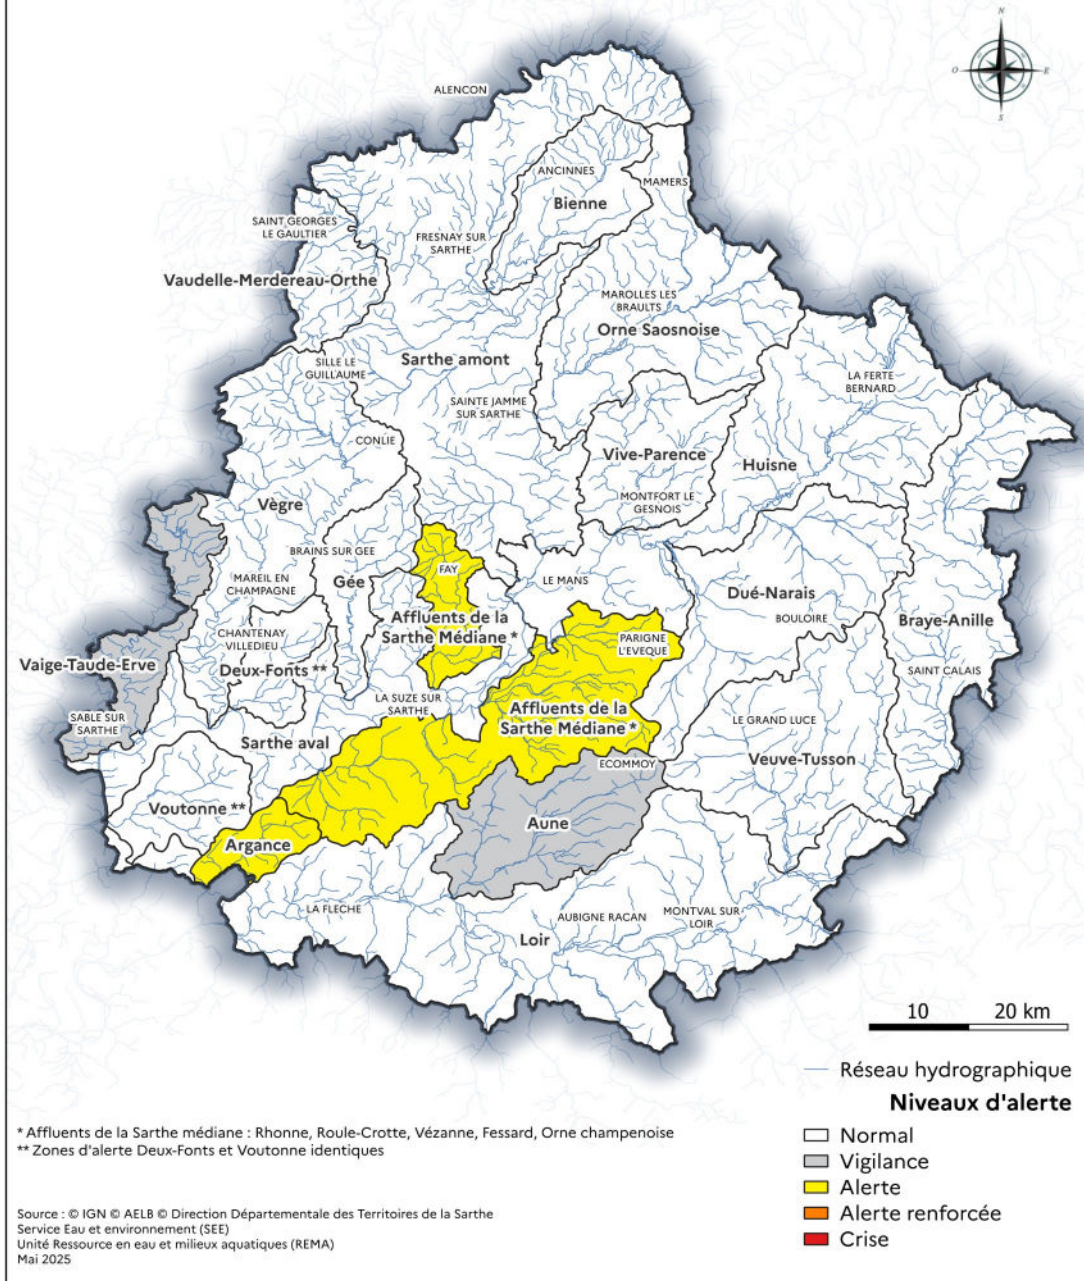 N
O
E
S
ALENCON
ANCINNES
MAMERS
Bienne
SAINT GEORGES
LE GAULTIER
FRESNAY SUR
SARTHE
Vaudelle-Merdereau-Orthe
MAROLLES LES
BRAULTS
Orne Saosnoise
SILLE LE
GUILLAUME
Sarthe amont
LA FERTE
BERNARD
SAINTE JAMME
SUR SARTHE
CONLIE
Vive-Parence
Huisne
MONTFORT LE
GESNOIS
Vègre
BRAINS SUR GEE
FAY
LE MANS
MAREIL EN
CHAMPAGNE
Gée
Dué-Narais
BOULOIRE
Affluents de la
Sarthe Médiane *
Braye-Anille
CHANTENAY
VILLEDIEU
PARIGNE
L'EVEQUE
Vaige-Taude-Erve
Deux-Fonts **
SAINT CALAIS
LA SUZE SUR
SARTHE
Affluents de la
Sarthe Médiane *
SABLE SUR
SARTHE
LE GRAND LUCE
Sarthe aval
Veuve-Tusson
ECOMMOY
Voutonne **
Aune
Argance
LA FLECHE
AUBIGNE RACAN
MONTVAL SUR
LOIR
Loir
10 20 km
Réseau hydrographique
Niveaux d'alerte
Normal
Vigilance
Alerte
Alerte renforcée
Crise
* Affluents de la Sarthe médiane : Rhonne, Roule-Crotte, Vézanne, Fessard, Orne champenoise
** Zones d'alerte Deux-Fonts et Voutonne identiques
Source : © IGN © AELB © Direction Départementale des Territoires de la Sarthe
Service Eau et environnement (SEE)
Unité Ressource en eau et milieux aquatiques (REMA)
Mai 2025